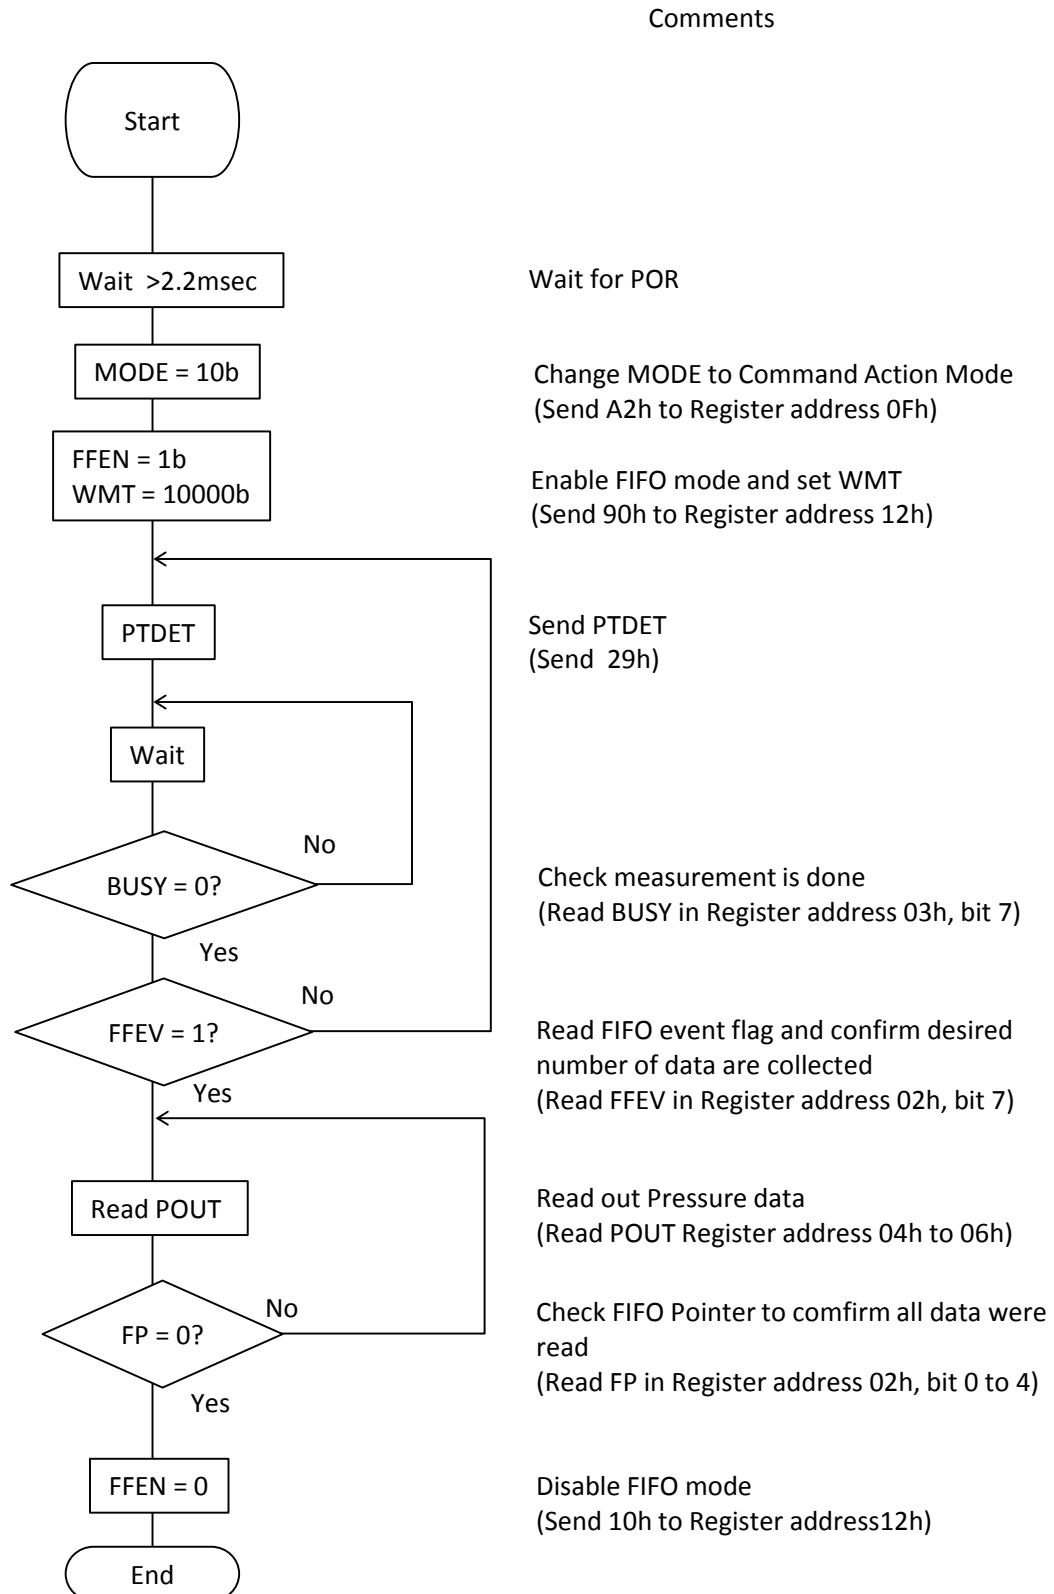 Comments
Start
Wait >2.2msec
Wait for POR
MODE = 10b
Change MODE to Command Action Mode
(Send A2h to Register address 0Fh)
FFEN = 1b
WMT = 10000b
Enable FIFO mode and set WMT
(Send 90h to Register address 12h)
PTDET
Send PTDET
(Send 29h)
Wait
No
BUSY = 0?
Check measurement is done
(Read BUSY in Register address 03h, bit 7)
Yes
No
FFEV = 1?
Read FIFO event flag and confirm desired
number of data are collected
(Read FFEV in Register address 02h, bit 7)
Yes
Read POUT
Read out Pressure data
(Read POUT Register address 04h to 06h)
No
FP = 0?
Check FIFO Pointer to comfirm all data were
read
(Read FP in Register address 02h, bit 0 to 4)
Yes
FFEN = 0
Disable FIFO mode
(Send 10h to Register address12h)
End